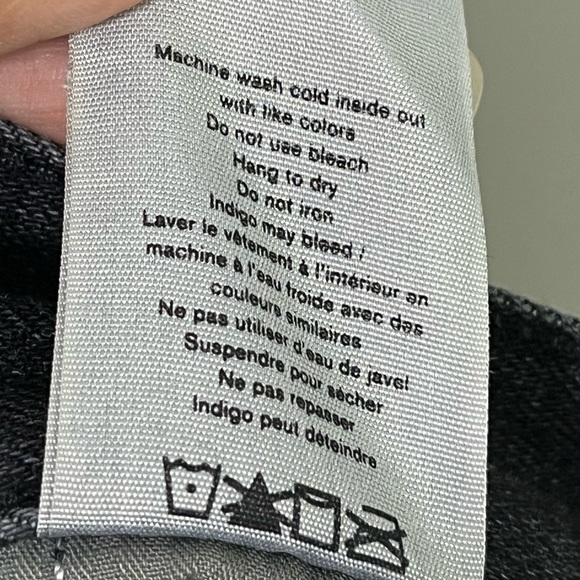 Machine wash cold inside out
with like colors
Do not use bleach
Hang to dry
Do not iron
Indigo may bleed !
Laver le vêtement à l'intérieur en
machine à l'eau froide avec des
couleurs similaires
Ne pas utiliser d'eau de javel
Suspendre pour sècher
Ne pas repasser
Indigo peut déteindre